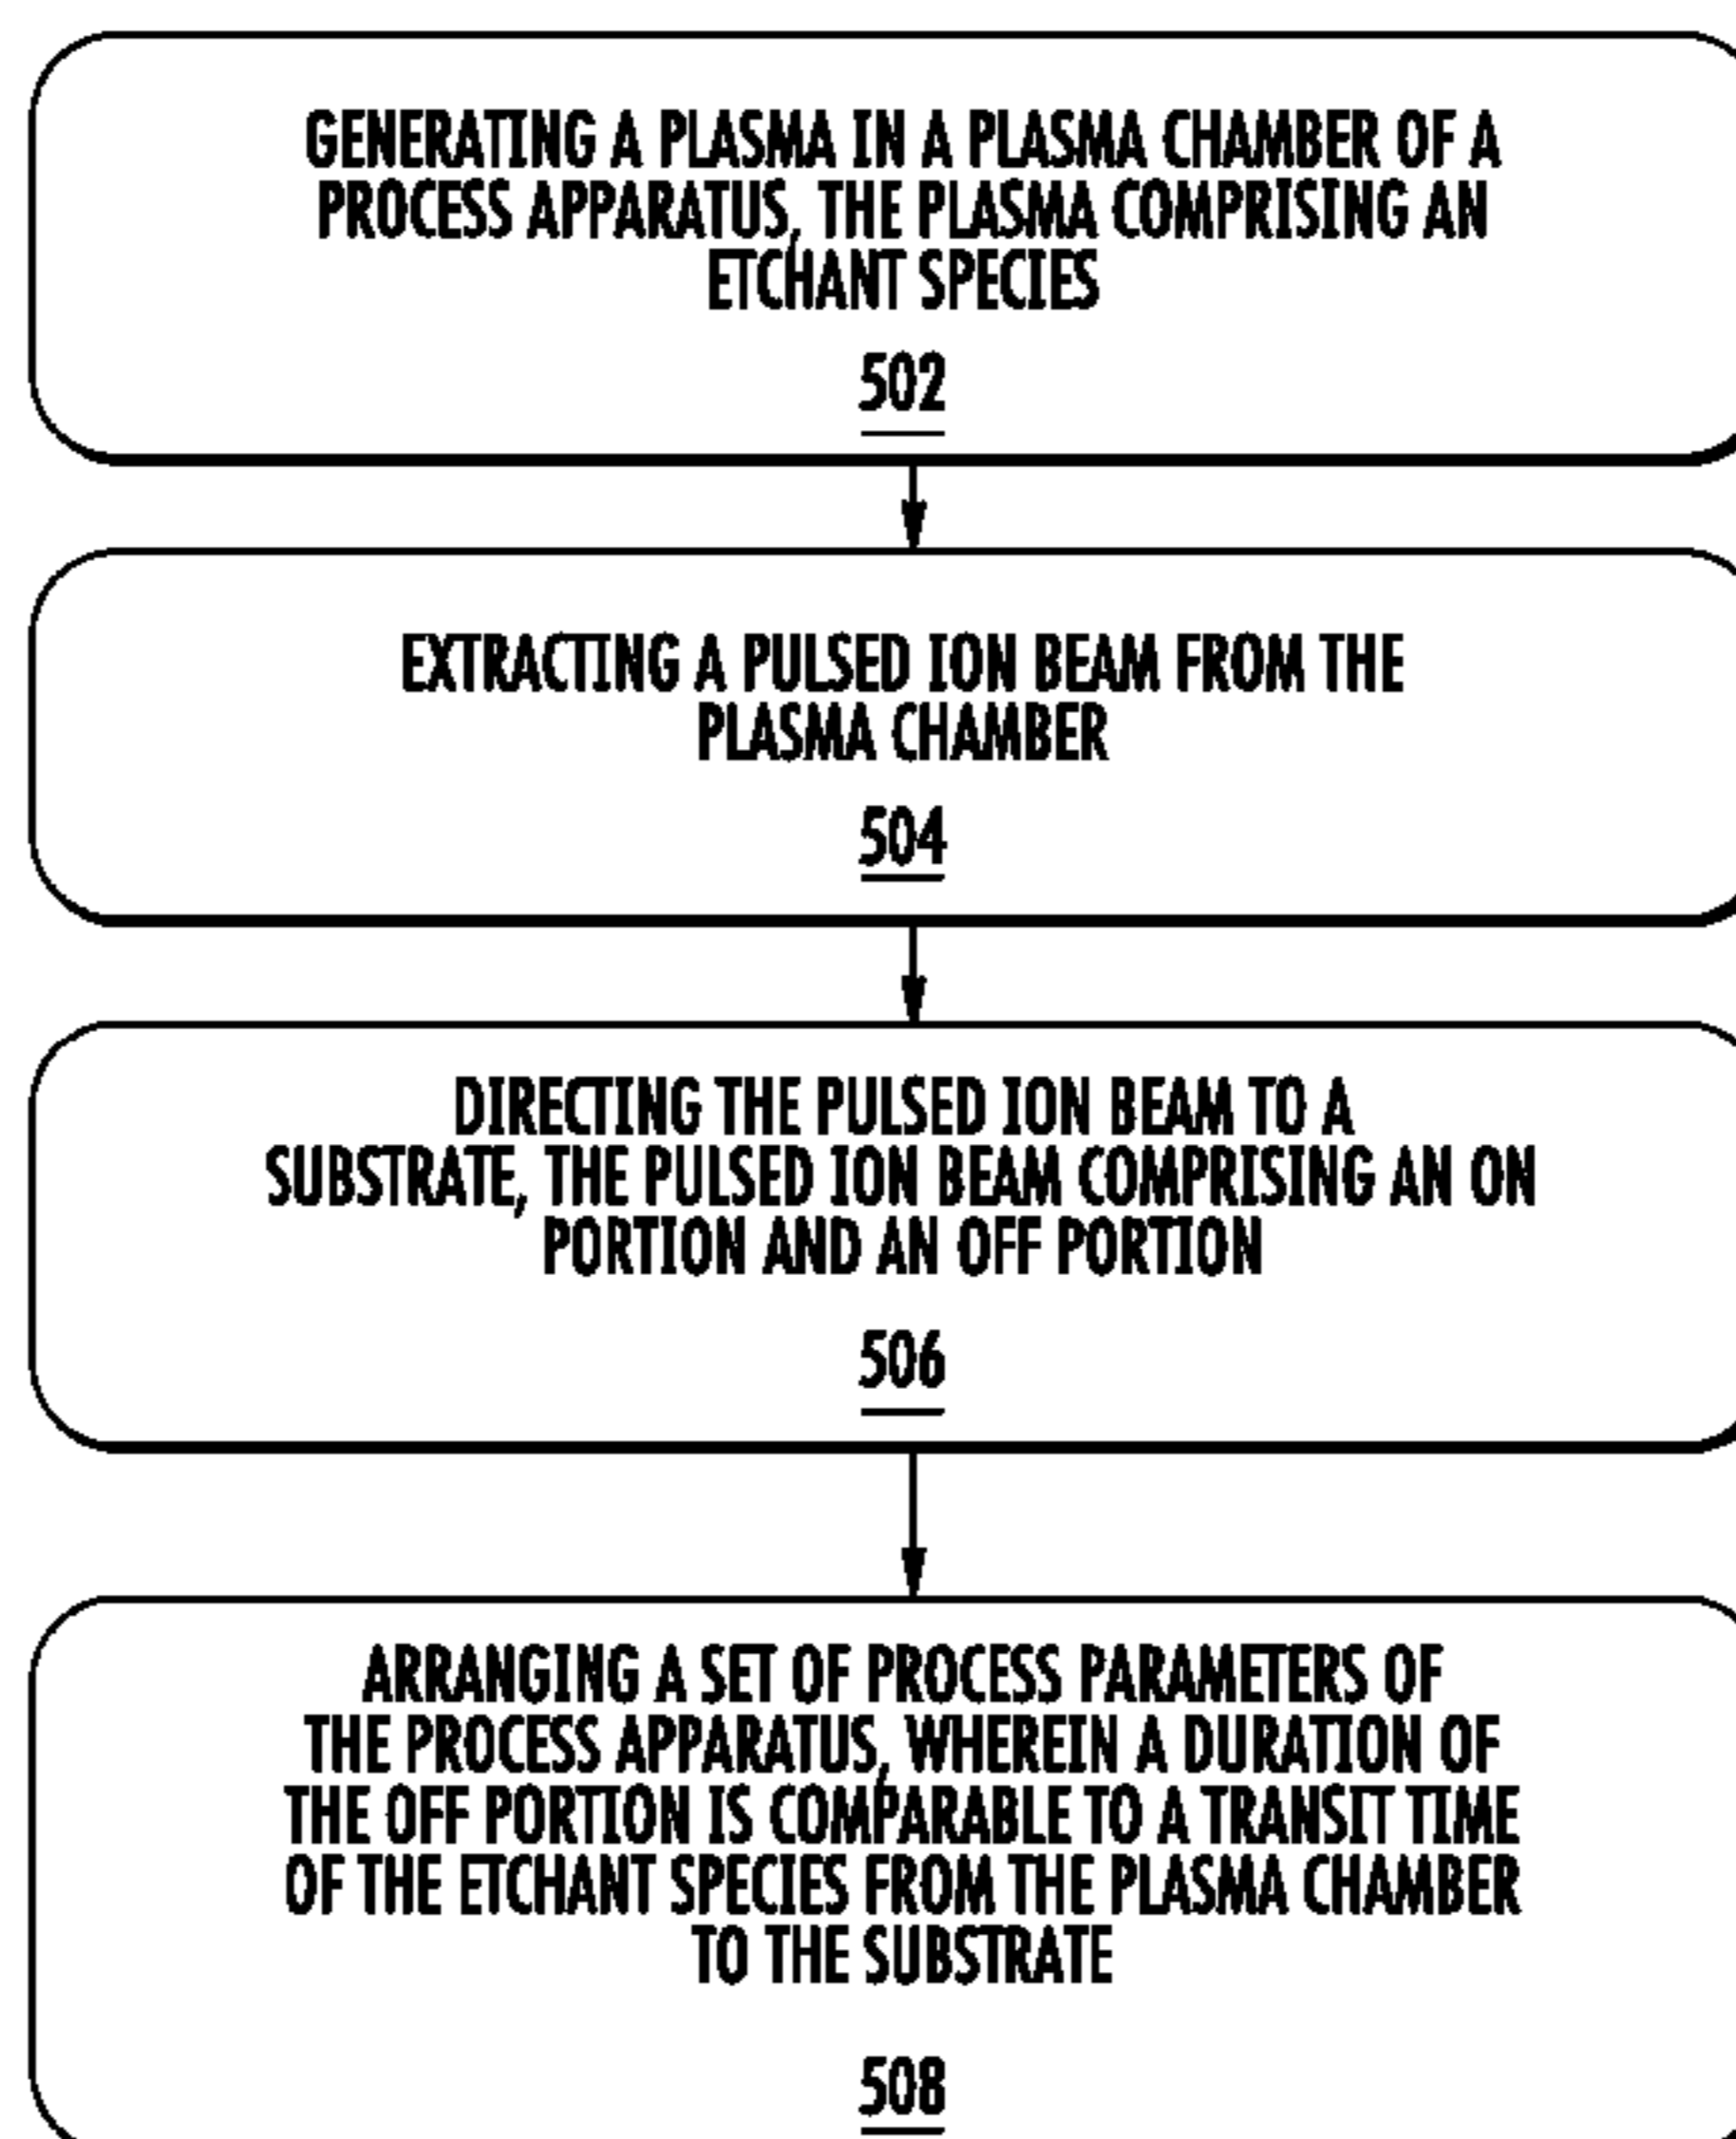 GENERATING A PLASMA IN A PLASMA CHAMBER OF A
PROCESS APPARATUS, THE PLASMA COMPRISING AN
ETCHANT SPECIES
502
EXTRACTING A PULSED ION BEAM FROM THE
PLASMA CHAMBER
504
DIRECTING THE PULSED ION BEAM TO A
SUBSTRATE, THE PULSED ION BEAM COMPRISING AN ON
PORTION AND AN OFF PORTION
506
ARRANGING A SET OF PROCESS PARAMETERS OF
THE PROCESS APPARATUS, WHEREIN A DURATION OF
THE OFF PORTION IS COMPARABLE TO A TRANSIT TIME
OF THE ETCHANT SPECIES FROM THE PLASMA CHAMBER
TO THE SUBSTRATE
508